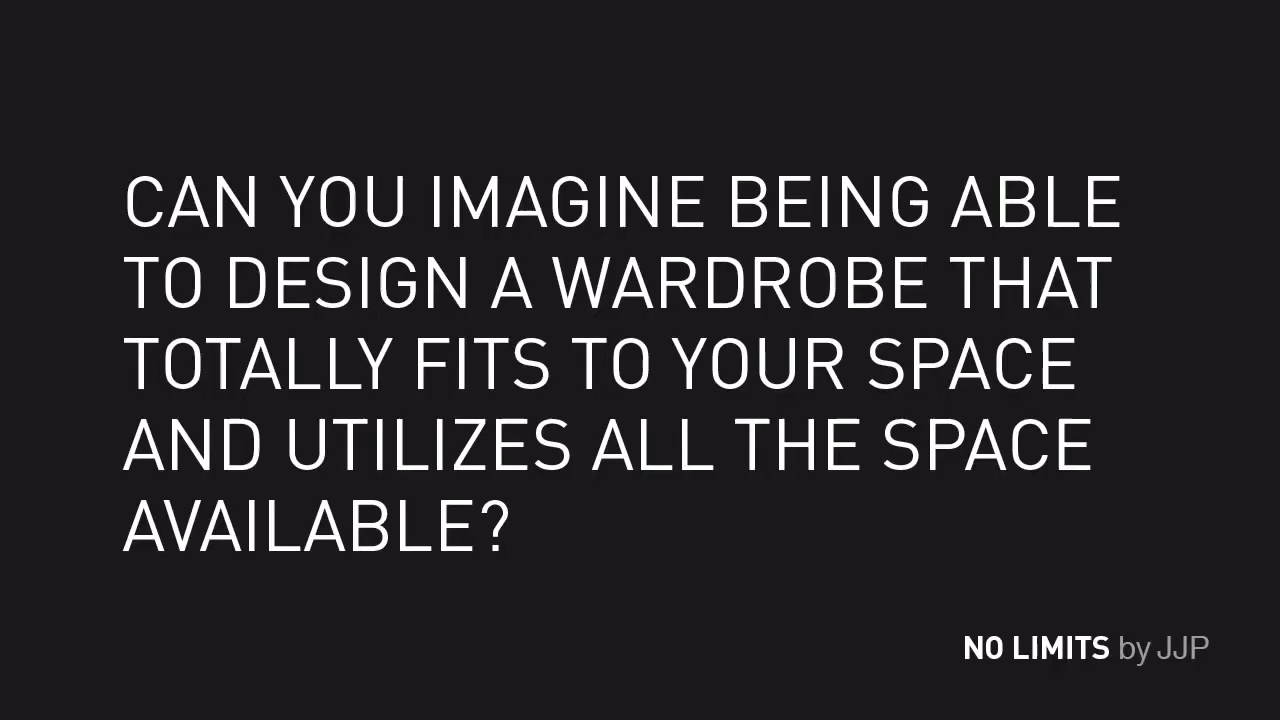 CAN YOU IMAGINE BEING ABLE
TO DESIGN A WARDROBE THAT
TOTALLY FITS TO YOUR SPACE
AND UTILIZES ALL THE SPACE
AVAILABLE?
NO LIMITS by JJP